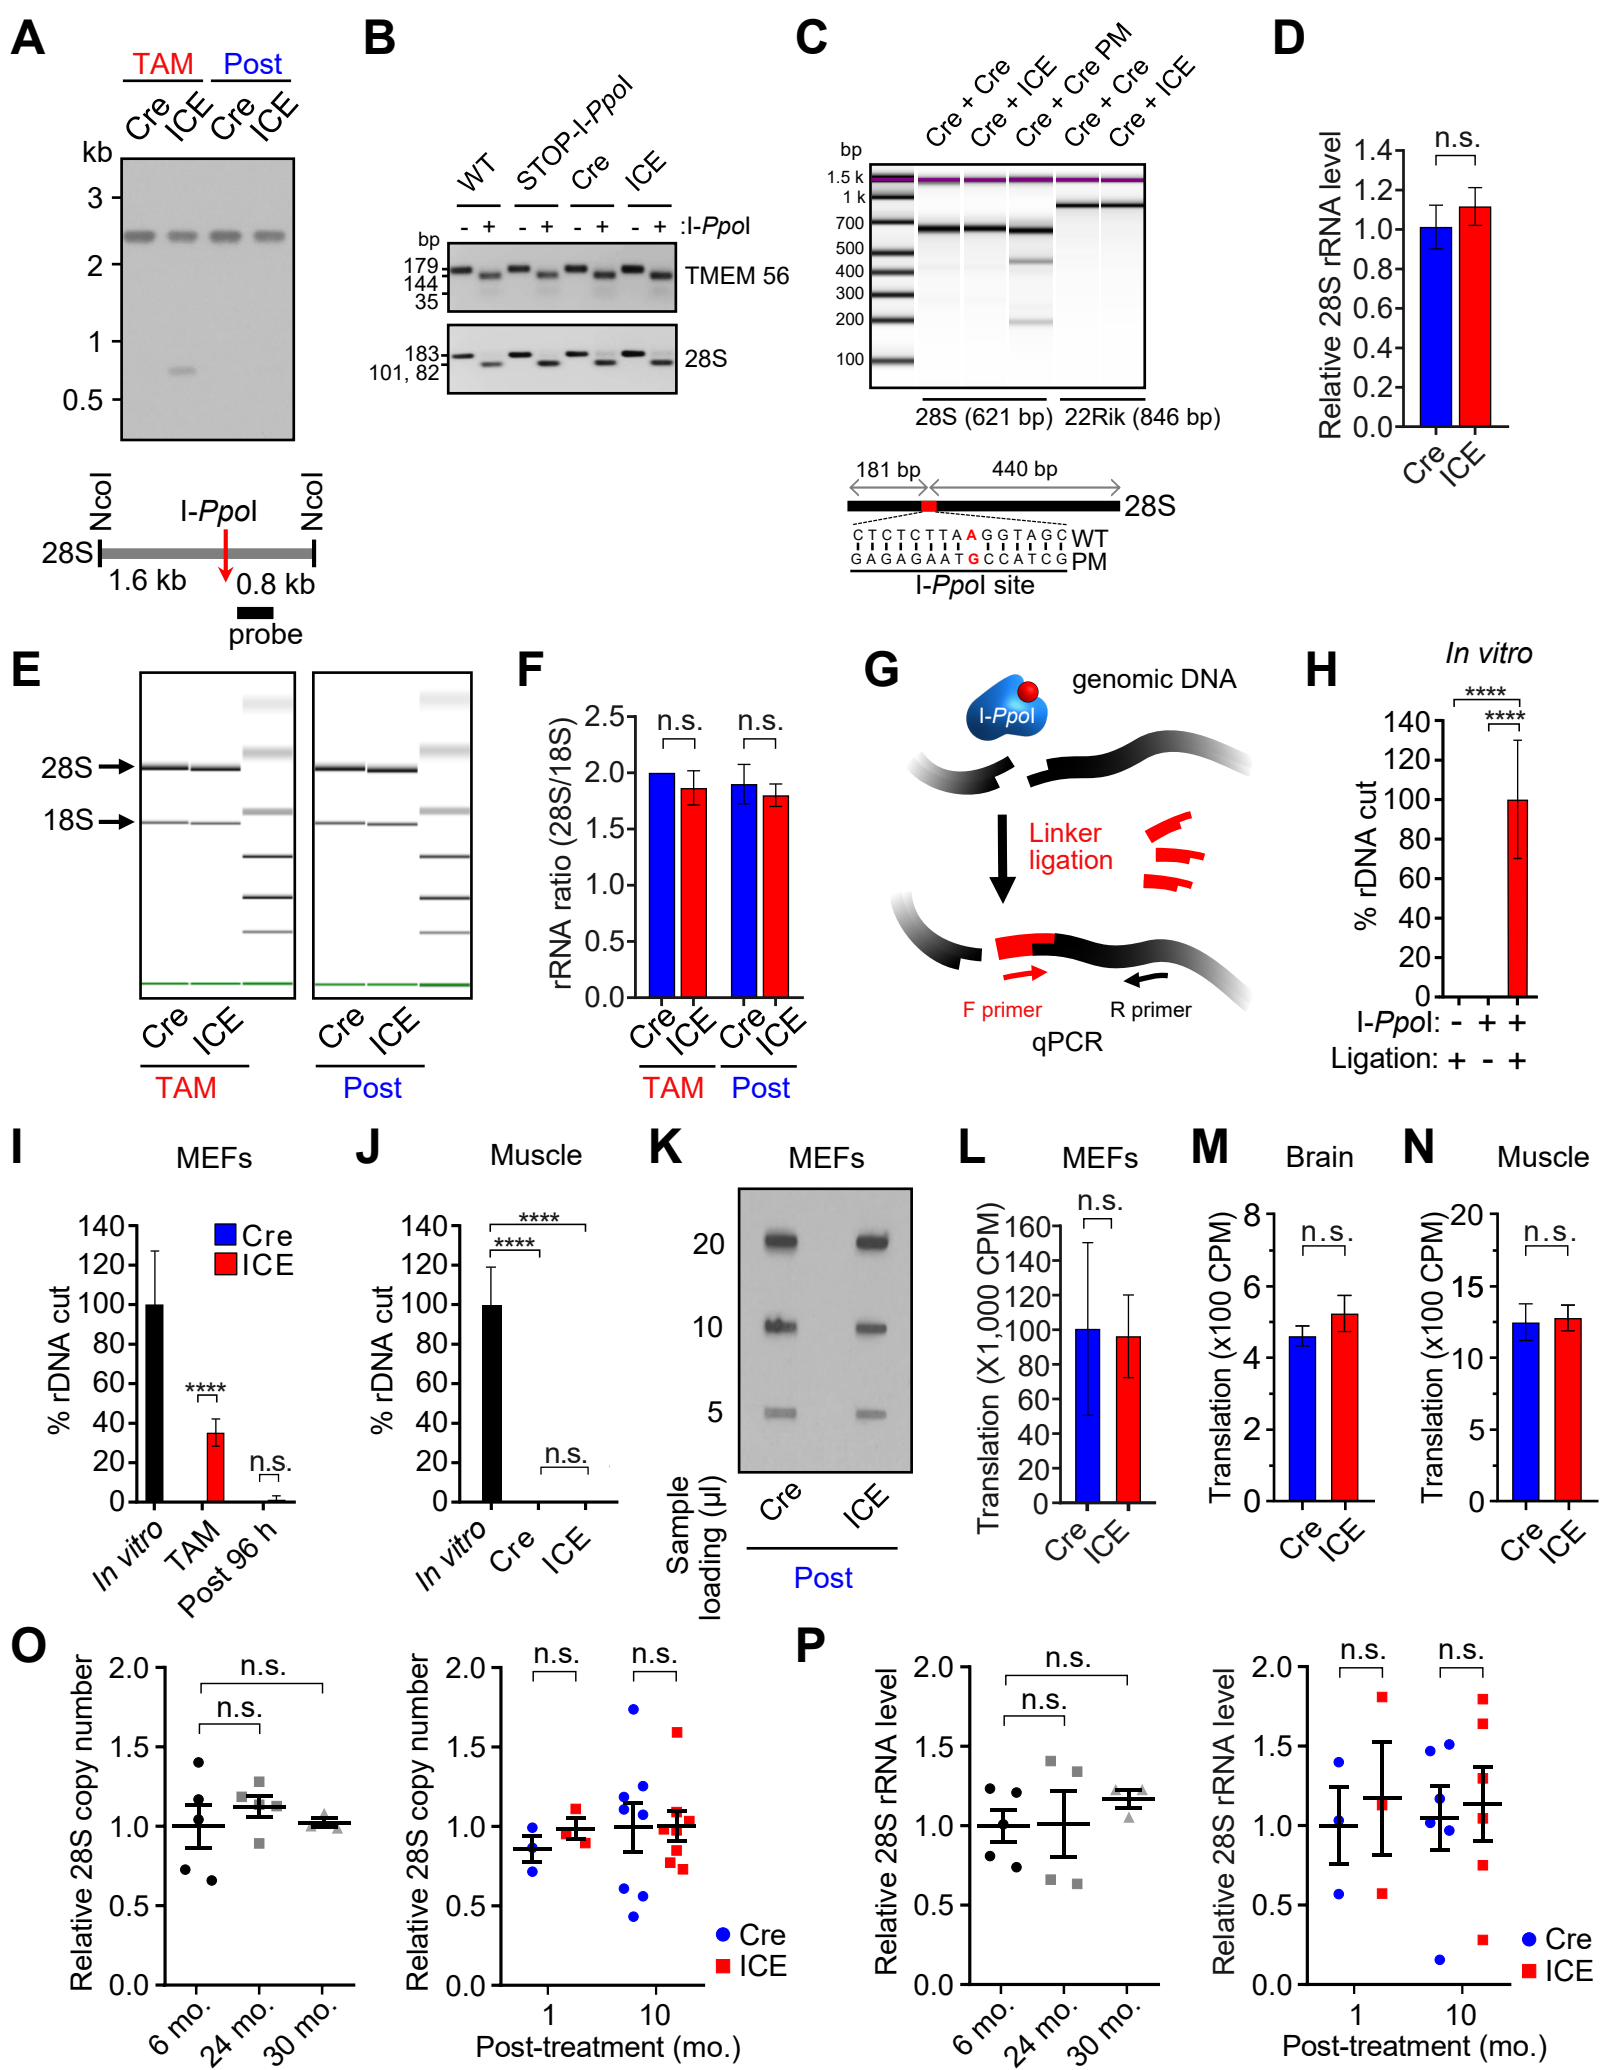 A
TAM Post
Cre ICE Cre ICE
kb
3
2
1
0.5
NcoI I-PpoI NcoI
28S
1.6 kb 0.8 kb
probe
B
WT STOP-I-PpoI Cre ICE
- + - + - + - + :I-PpoI
bp
179
144
35
TMEM 56
183
101, 82
28S
C
Cre + Cre
Cre + ICE
Cre + Cre PM
Cre + Cre
Cre + ICE
bp
1.5 k
1 k
700
500
400
300
200
100
28S (621 bp) 22Rik (846 bp)
181 bp 440 bp
28S
CTCTCTTAAGGTAGC WT
GAGAGAATGCCATCG PM
I-PpoI site
D
Relative 28S rRNA level
1.4
1.2
1.0
0.8
0.6
0.4
0.2
0.0
n.s.
Cre ICE
E
28S
18S
Cre ICE Cre ICE
TAM Post
F
rRNA ratio (28S/18S)
2.5
2.0
1.5
1.0
0.5
0.0
n.s. n.s.
Cre ICE Cre ICE
TAM Post
G
I-PpoI
genomic DNA
Linker
ligation
F primer R primer
qPCR
H
In vitro
% rDNA cut
140
120
100
80
60
40
20
0
****
****
I-PpoI: - + +
Ligation: + - +
I
MEFs
% rDNA cut
140
120
100
80
60
40
20
0
Cre
ICE
****
n.s.
In vitro TAM Post 96 h
J
Muscle
% rDNA cut
140
120
100
80
60
40
20
0
****
****
n.s.
In vitro Cre ICE
K
MEFs
20
10
5
Sample
loading (µl)
Cre ICE
Post
L
MEFs
Translation (X1,000 CPM)
160
140
120
100
80
60
40
20
0
n.s.
Cre ICE
M
Brain
Translation (x100 CPM)
8
6
4
2
0
n.s.
Cre ICE
N
Muscle
Translation (x100 CPM)
20
15
10
5
0
n.s.
Cre ICE
O
Relative 28S copy number
2.0
1.5
1.0
0.5
0.0
n.s.
n.s.
6 mo. 24 mo. 30 mo.
Relative 28S copy number
2.0
1.5
1.0
0.5
0.0
n.s. n.s.
1 10
Post-treatment (mo.)
Cre
ICE
P
Relative 28S rRNA level
2.0
1.5
1.0
0.5
0.0
n.s.
n.s.
6 mo. 24 mo. 30 mo.
Relative 28S rRNA level
2.0
1.5
1.0
0.5
0.0
n.s. n.s.
1 10
Post-treatment (mo.)
Cre
ICE